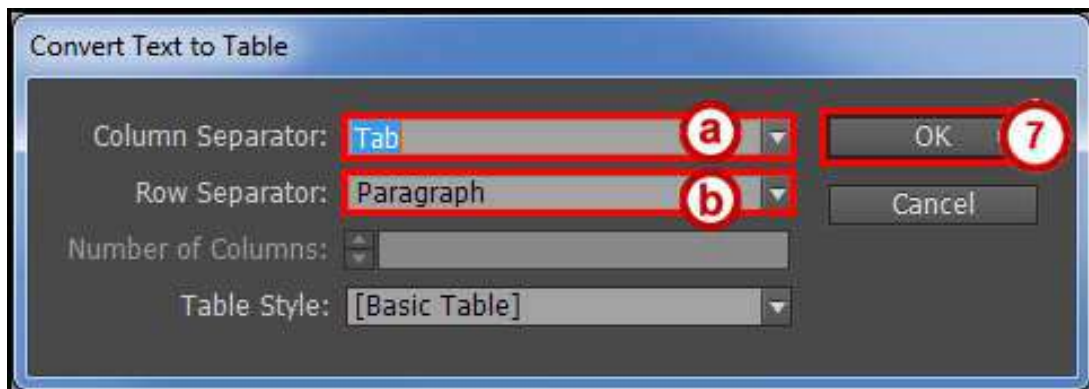 Convert Text to Table
Column Separator: Tab a OK 7
Row Separator: Paragraph b Cancel
Number of Columns:
Table Style: [Basic Table]